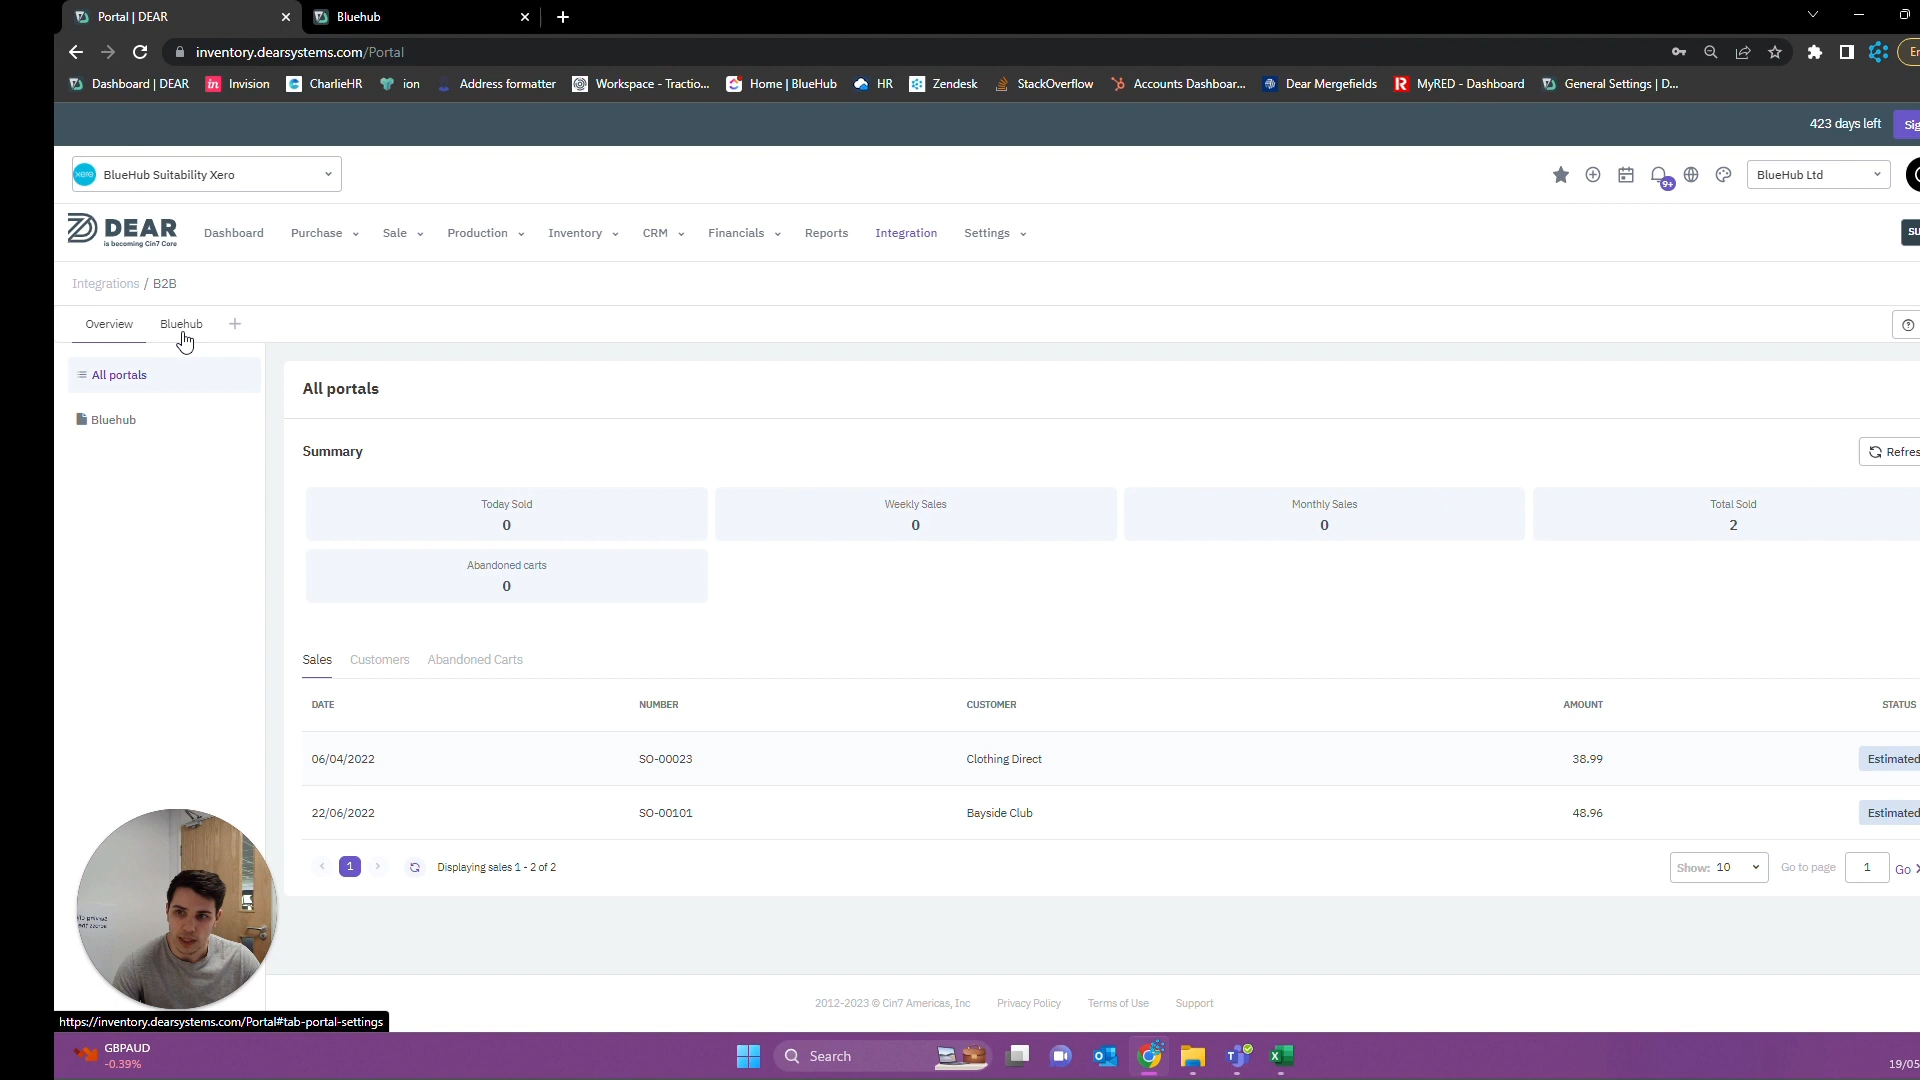 Portal | DEAR
Bluehub
inventory.dearsystems.com/Portal
Dashboard | DEAR
Invision
CharlieHR
ion
Address formatter
Workspace - Tractio...
Home | BlueHub
HR
Zendesk
StackOverflow
Accounts Dashboar...
Dear Mergefields
MyRED - Dashboard
General Settings | D...
423 days left
Sig
xero
BlueHub Suitability Xero
9+
BlueHub Ltd
DEAR
is becoming Cin7 Core
Dashboard
Purchase
Sale
Production
Inventory
CRM
Financials
Reports
Integration
Settings
SU
Integrations / B2B
Overview
Bluehub
All portals
Bluehub
All portals
Summary
Refres
Today Sold
0
Weekly Sales
0
Monthly Sales
0
Total Sold
2
Abandoned carts
0
Sales
Customers
Abandoned Carts
DATE NUMBER CUSTOMER AMOUNT STATUS
06/04/2022 SO-00023 Clothing Direct 38.99 Estimated
22/06/2022 SO-00101 Bayside Club 48.96 Estimated
1
Displaying sales 1 - 2 of 2
Show: 10
Go to page
1
Go
2012-2023 © Cin7 Americas, Inc
Privacy Policy
Terms of Use
Support
https://inventory.dearsystems.com/Portal#tab-portal-settings
GBPAUD
-0.39%
Search
19/05